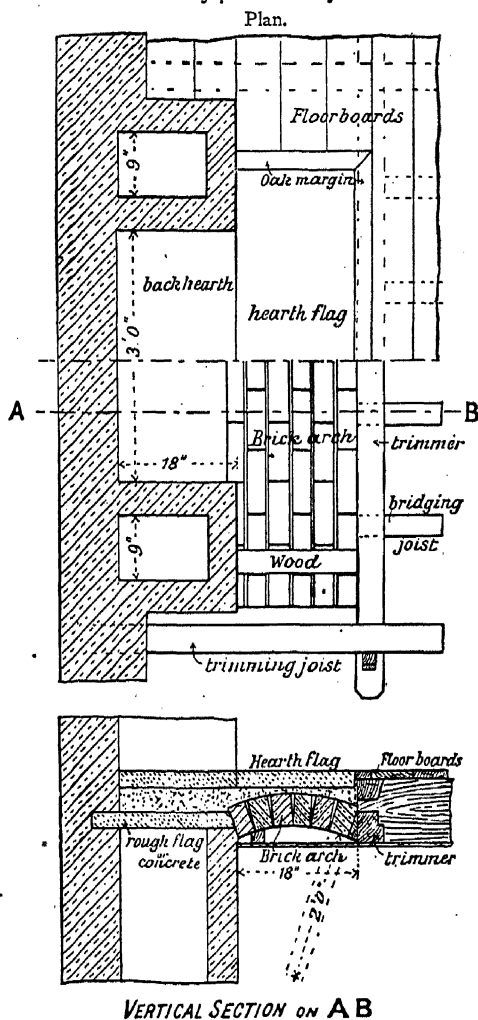 Plan.
Floorboards
9"
Oak margin
back hearth
hearth flag
3'.0"
A
B
Brick arch
trimmer
18"
bridging
joist
9"
Wood
trimming joist
Hearth flag
Floor boards
rough flag
or
concrete
Brick arch
trimmer
18"
2'.0"
VERTICAL SECTION ON A B